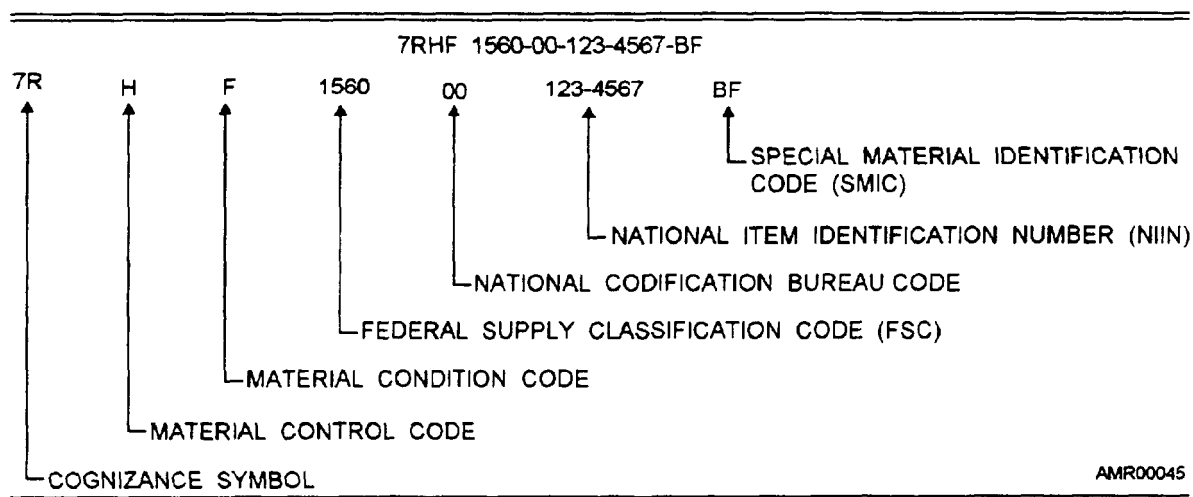 7RHF 1560-00-123-4567-BF
7R H F 1560 00 123-4567 BF
SPECIAL MATERIAL IDENTIFICATION
CODE (SMIC)
NATIONAL ITEM IDENTIFICATION NUMBER (NIIN)
NATIONAL CODIFICATION BUREAU CODE
FEDERAL SUPPLY CLASSIFICATION CODE (FSC)
MATERIAL CONDITION CODE
MATERIAL CONTROL CODE
COGNIZANCE SYMBOL
AMR00045